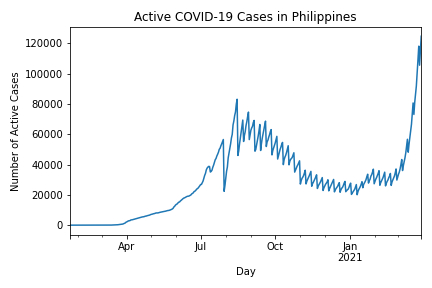 Active COVID-19 Cases in Philippines
120000
100000
80000
60000
40000
20000
0
Number of Active Cases
Apr
Jul
Oct
Jan
2021
Day